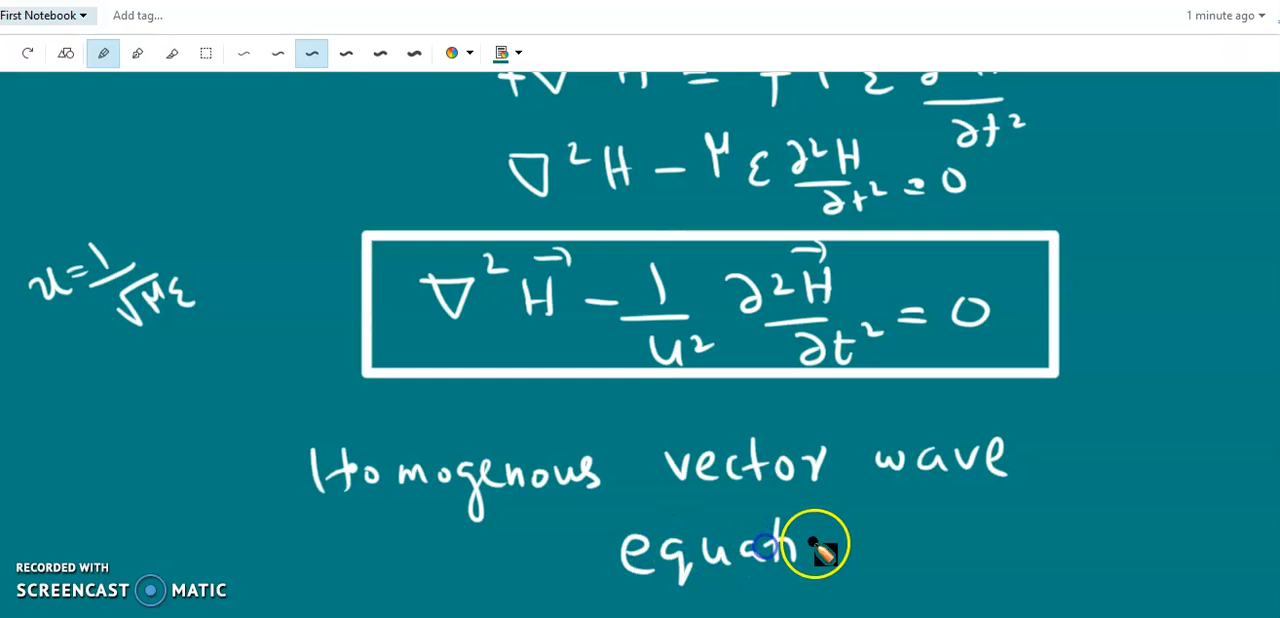 First Notebook
Add tag...
1 minute ago
∂t²
∇²H − με ∂²H/∂t² = 0
u = 1/√με
∇²H⃗ − 1/u² ∂²H⃗/∂t² = 0
Homogenous vector wave
RECORDED WITH
SCREENCAST MATIC